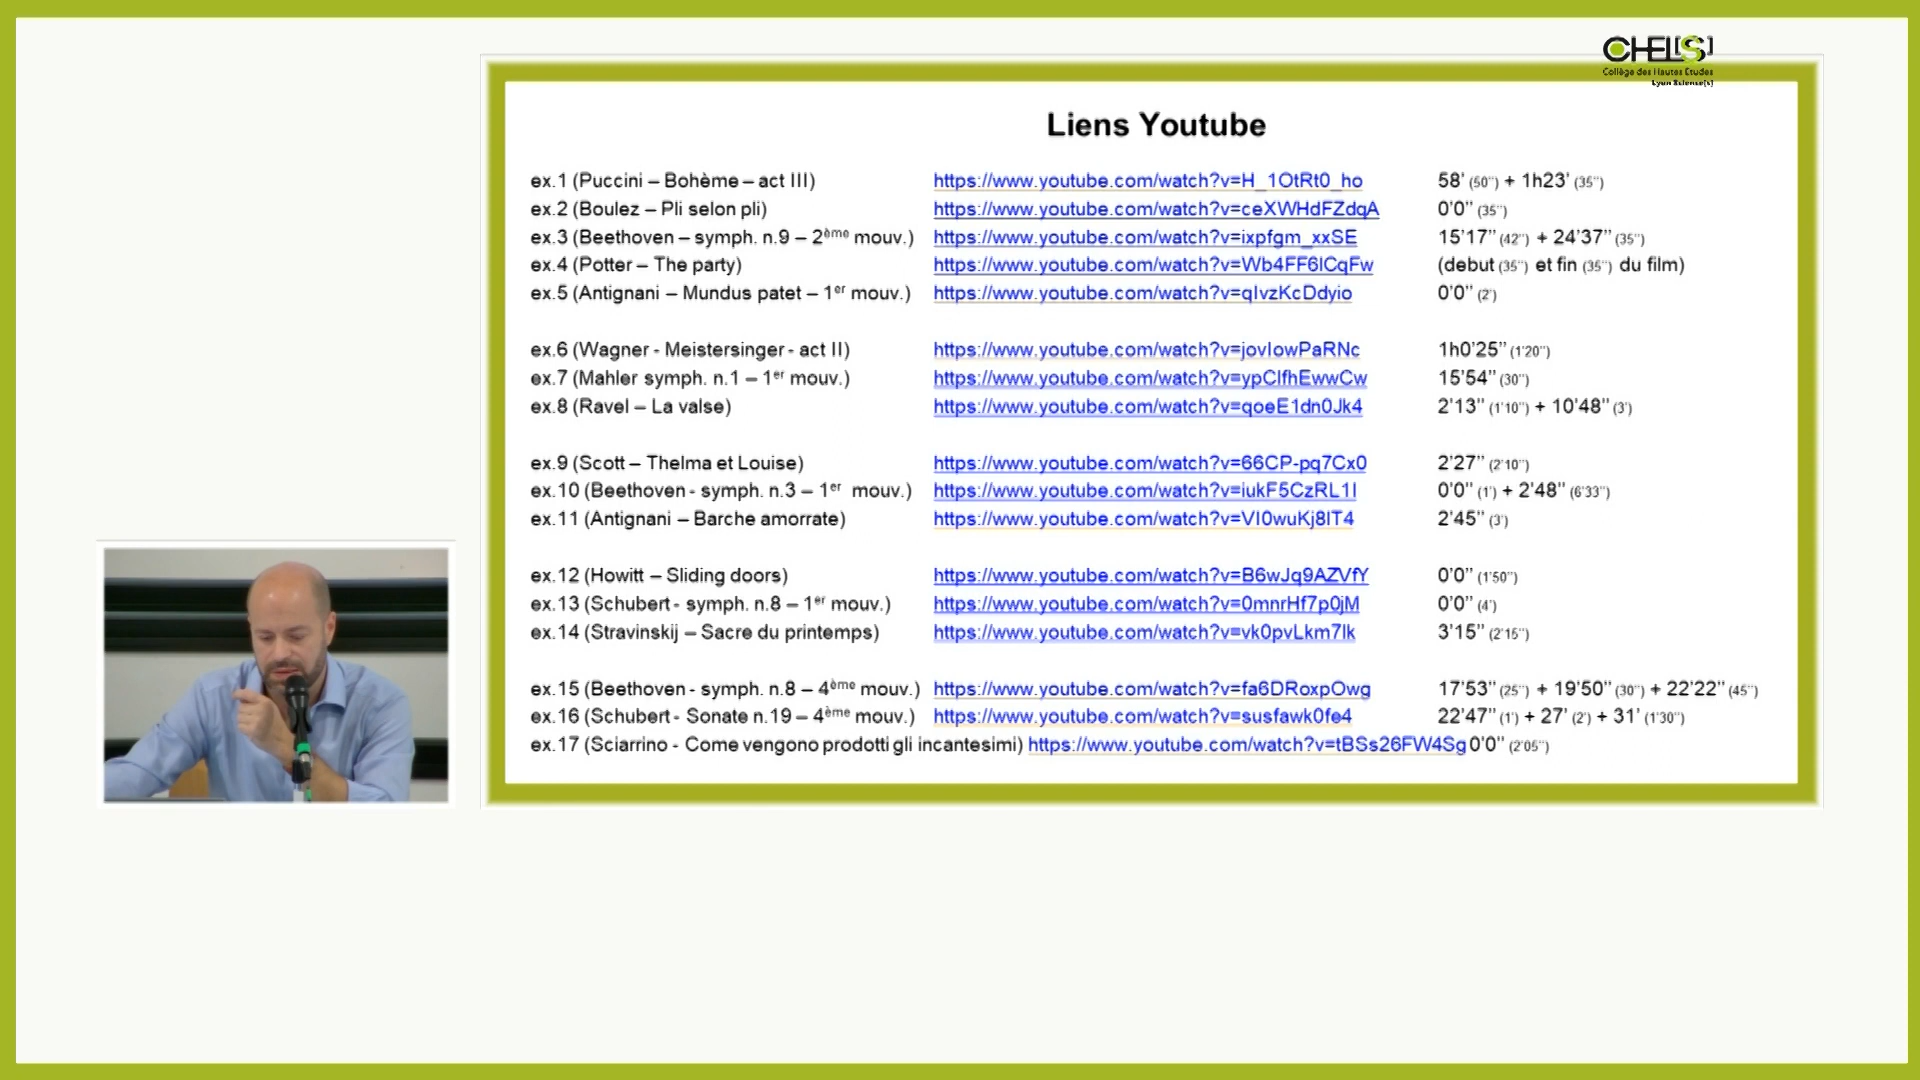 CHEL[S]
Collège des Hautes Études
Lyon Science[s]
Liens Youtube
ex.1 (Puccini – Bohème – act III) https://www.youtube.com/watch?v=H_1OtRt0_ho 58' (50'') + 1h23' (35'')
ex.2 (Boulez – Pli selon pli) https://www.youtube.com/watch?v=ceXWHdFZdqA 0'0'' (35'')
ex.3 (Beethoven – symph. n.9 – 2ème mouv.) https://www.youtube.com/watch?v=ixpfgm_xxSE 15'17'' (42'') + 24'37'' (35'')
ex.4 (Potter – The party) https://www.youtube.com/watch?v=Wb4FF6lCqFw (debut (35'') et fin (35'') du film)
ex.5 (Antignani – Mundus patet – 1er mouv.) https://www.youtube.com/watch?v=qIvzKcDdyio 0'0'' (2')
ex.6 (Wagner - Meistersinger - act II) https://www.youtube.com/watch?v=jovIowPaRNc 1h0'25'' (1'20'')
ex.7 (Mahler symph. n.1 – 1er mouv.) https://www.youtube.com/watch?v=ypClfhEwwCw 15'54'' (30'')
ex.8 (Ravel – La valse) https://www.youtube.com/watch?v=qoeE1dn0Jk4 2'13'' (1'10'') + 10'48'' (3')
ex.9 (Scott – Thelma et Louise) https://www.youtube.com/watch?v=66CP-pq7Cx0 2'27'' (2'10'')
ex.10 (Beethoven - symph. n.3 – 1er mouv.) https://www.youtube.com/watch?v=iukF5CzRL1I 0'0'' (1') + 2'48'' (6'33'')
ex.11 (Antignani – Barche amorrate) https://www.youtube.com/watch?v=VI0wuKj8IT4 2'45'' (3')
ex.12 (Howitt – Sliding doors) https://www.youtube.com/watch?v=B6wJq9AZVfY 0'0'' (1'50'')
ex.13 (Schubert - symph. n.8 – 1er mouv.) https://www.youtube.com/watch?v=0mnrHf7p0jM 0'0'' (4')
ex.14 (Stravinskij – Sacre du printemps) https://www.youtube.com/watch?v=vk0pvLkm7lk 3'15'' (2'15'')
ex.15 (Beethoven - symph. n.8 – 4ème mouv.) https://www.youtube.com/watch?v=fa6DRoxpOwg 17'53'' (25'') + 19'50'' (30'') + 22'22'' (45'')
ex.16 (Schubert - Sonate n.19 – 4ème mouv.) https://www.youtube.com/watch?v=susfawk0fe4 22'47'' (1') + 27' (2') + 31' (1'30'')
ex.17 (Sciarrino - Come vengono prodotti gli incantesimi) https://www.youtube.com/watch?v=tBSs26FW4Sg 0'0'' (2'05'')